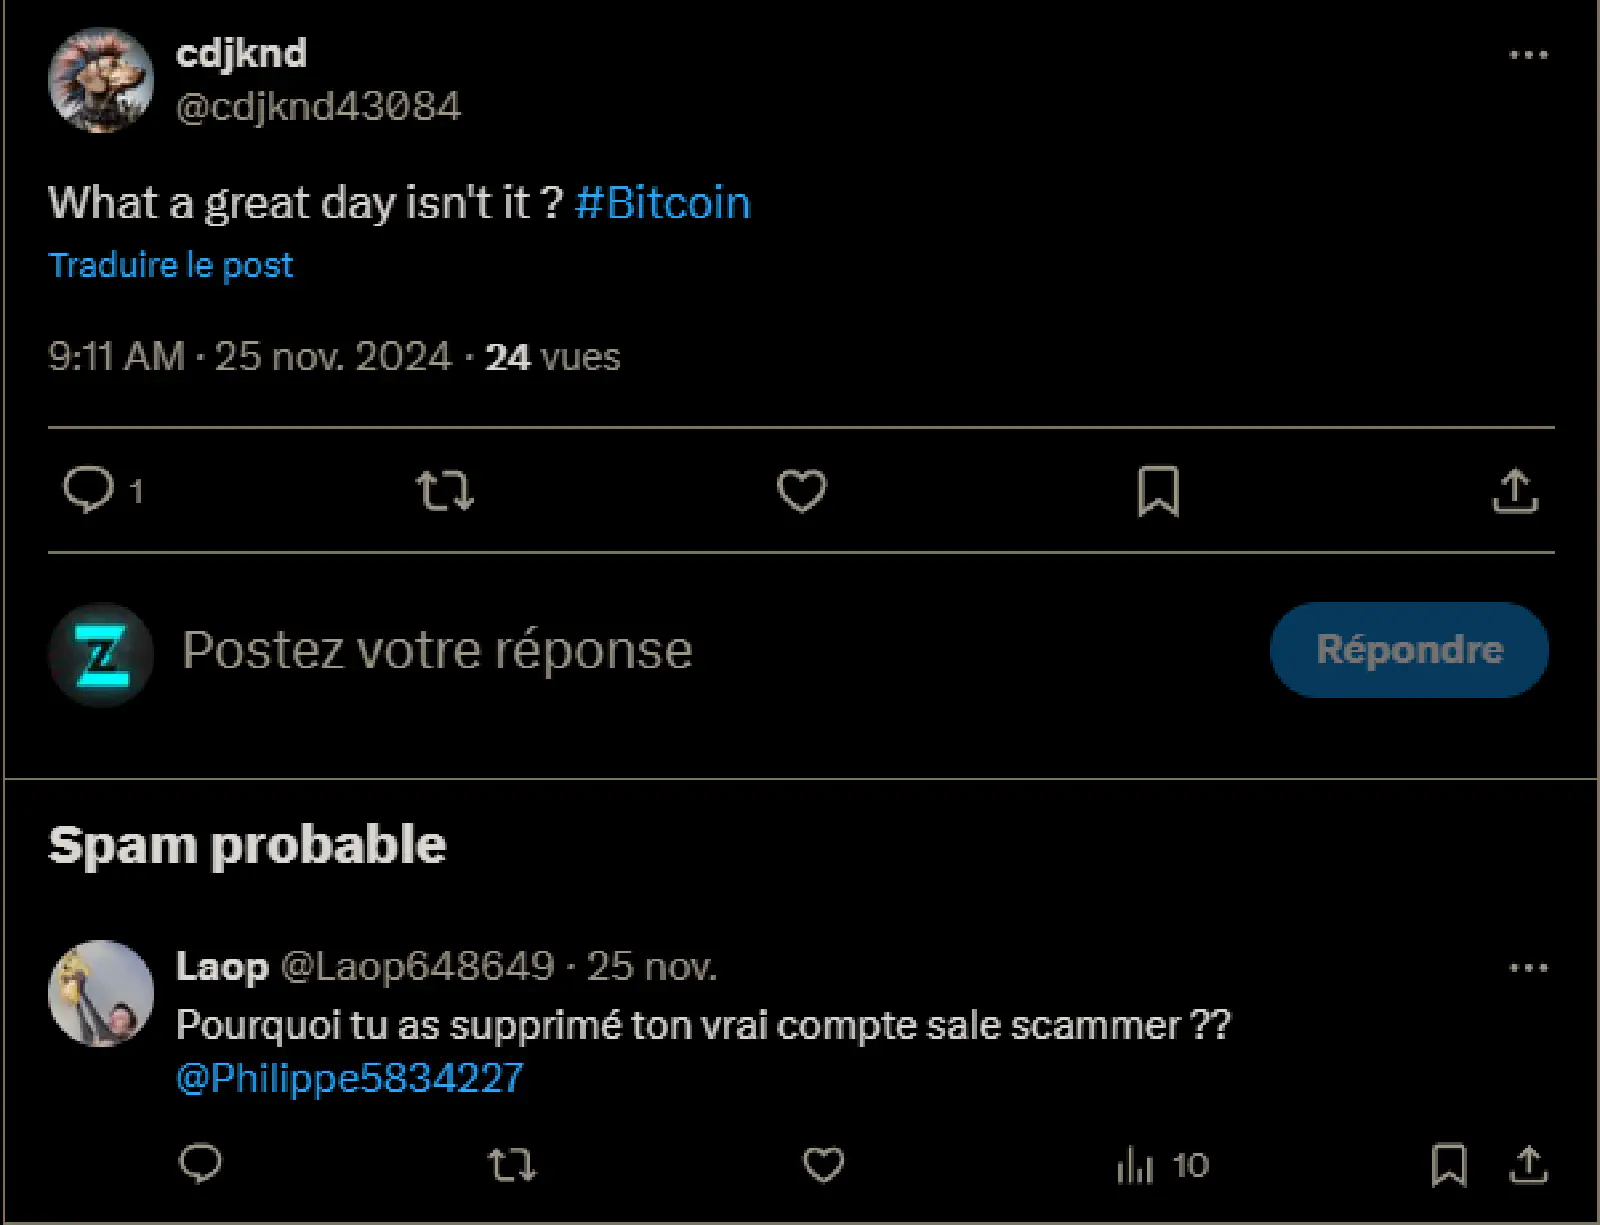 cdjknd
@cdjknd43084
What a great day isn't it ? #Bitcoin
Traduire le post
9:11 AM · 25 nov. 2024 · 24 vues
1
Postez votre réponse
Répondre
Spam probable
Laop @Laop648649 · 25 nov.
Pourquoi tu as supprimé ton vrai compte sale scammer ??
@Philippe5834227
10